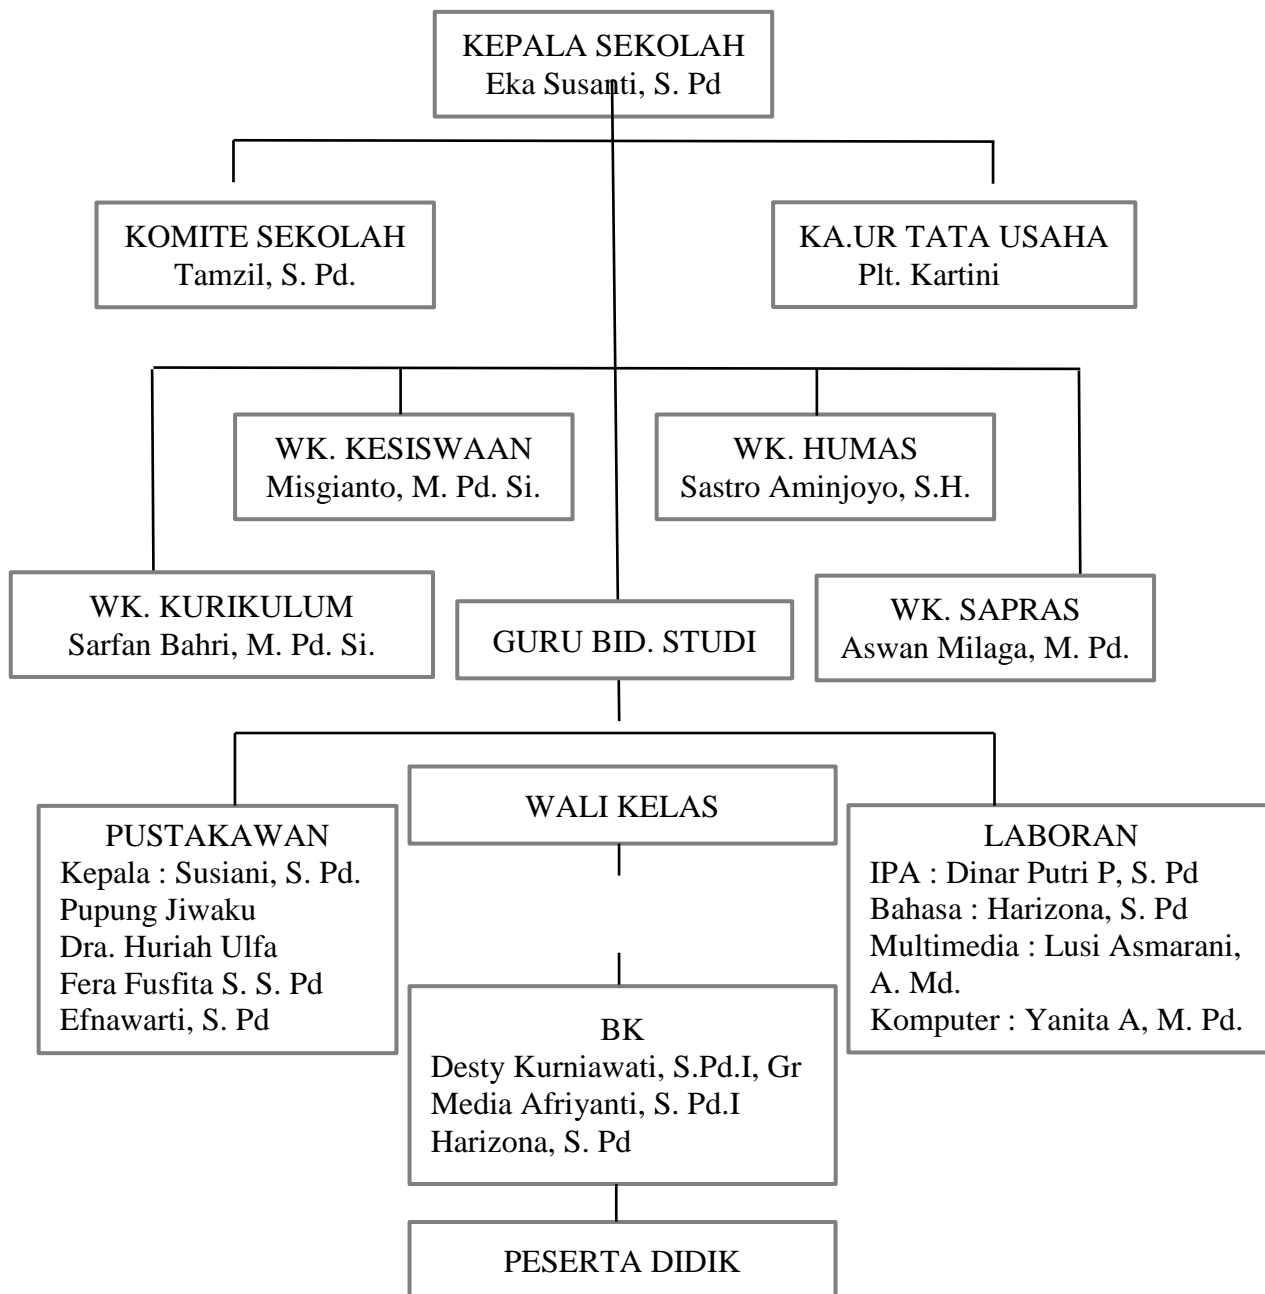 KEPALA SEKOLAH
Eka Susanti, S. Pd
KOMITE SEKOLAH
Tamzil, S. Pd.
KA.UR TATA USAHA
Plt. Kartini
WK. KESISWAAN
Misgianto, M. Pd. Si.
WK. HUMAS
Sastro Aminjoyo, S.H.
WK. KURIKULUM
Sarfan Bahri, M. Pd. Si.
GURU BID. STUDI
WK. SAPRAS
Aswan Milaga, M. Pd.
WALI KELAS
PUSTAKAWAN
Kepala : Susiani, S. Pd.
Pupung Jiwaku
Dra. Huriah Ulfa
Fera Fusfita S. S. Pd
Efnawarti, S. Pd
LABORAN
IPA : Dinar Putri P, S. Pd
Bahasa : Harizona, S. Pd
Multimedia : Lusi Asmarani,
A. Md.
Komputer : Yanita A, M. Pd.
BK
Desty Kurniawati, S.Pd.I, Gr
Media Afriyanti, S. Pd.I
Harizona, S. Pd
PESERTA DIDIK